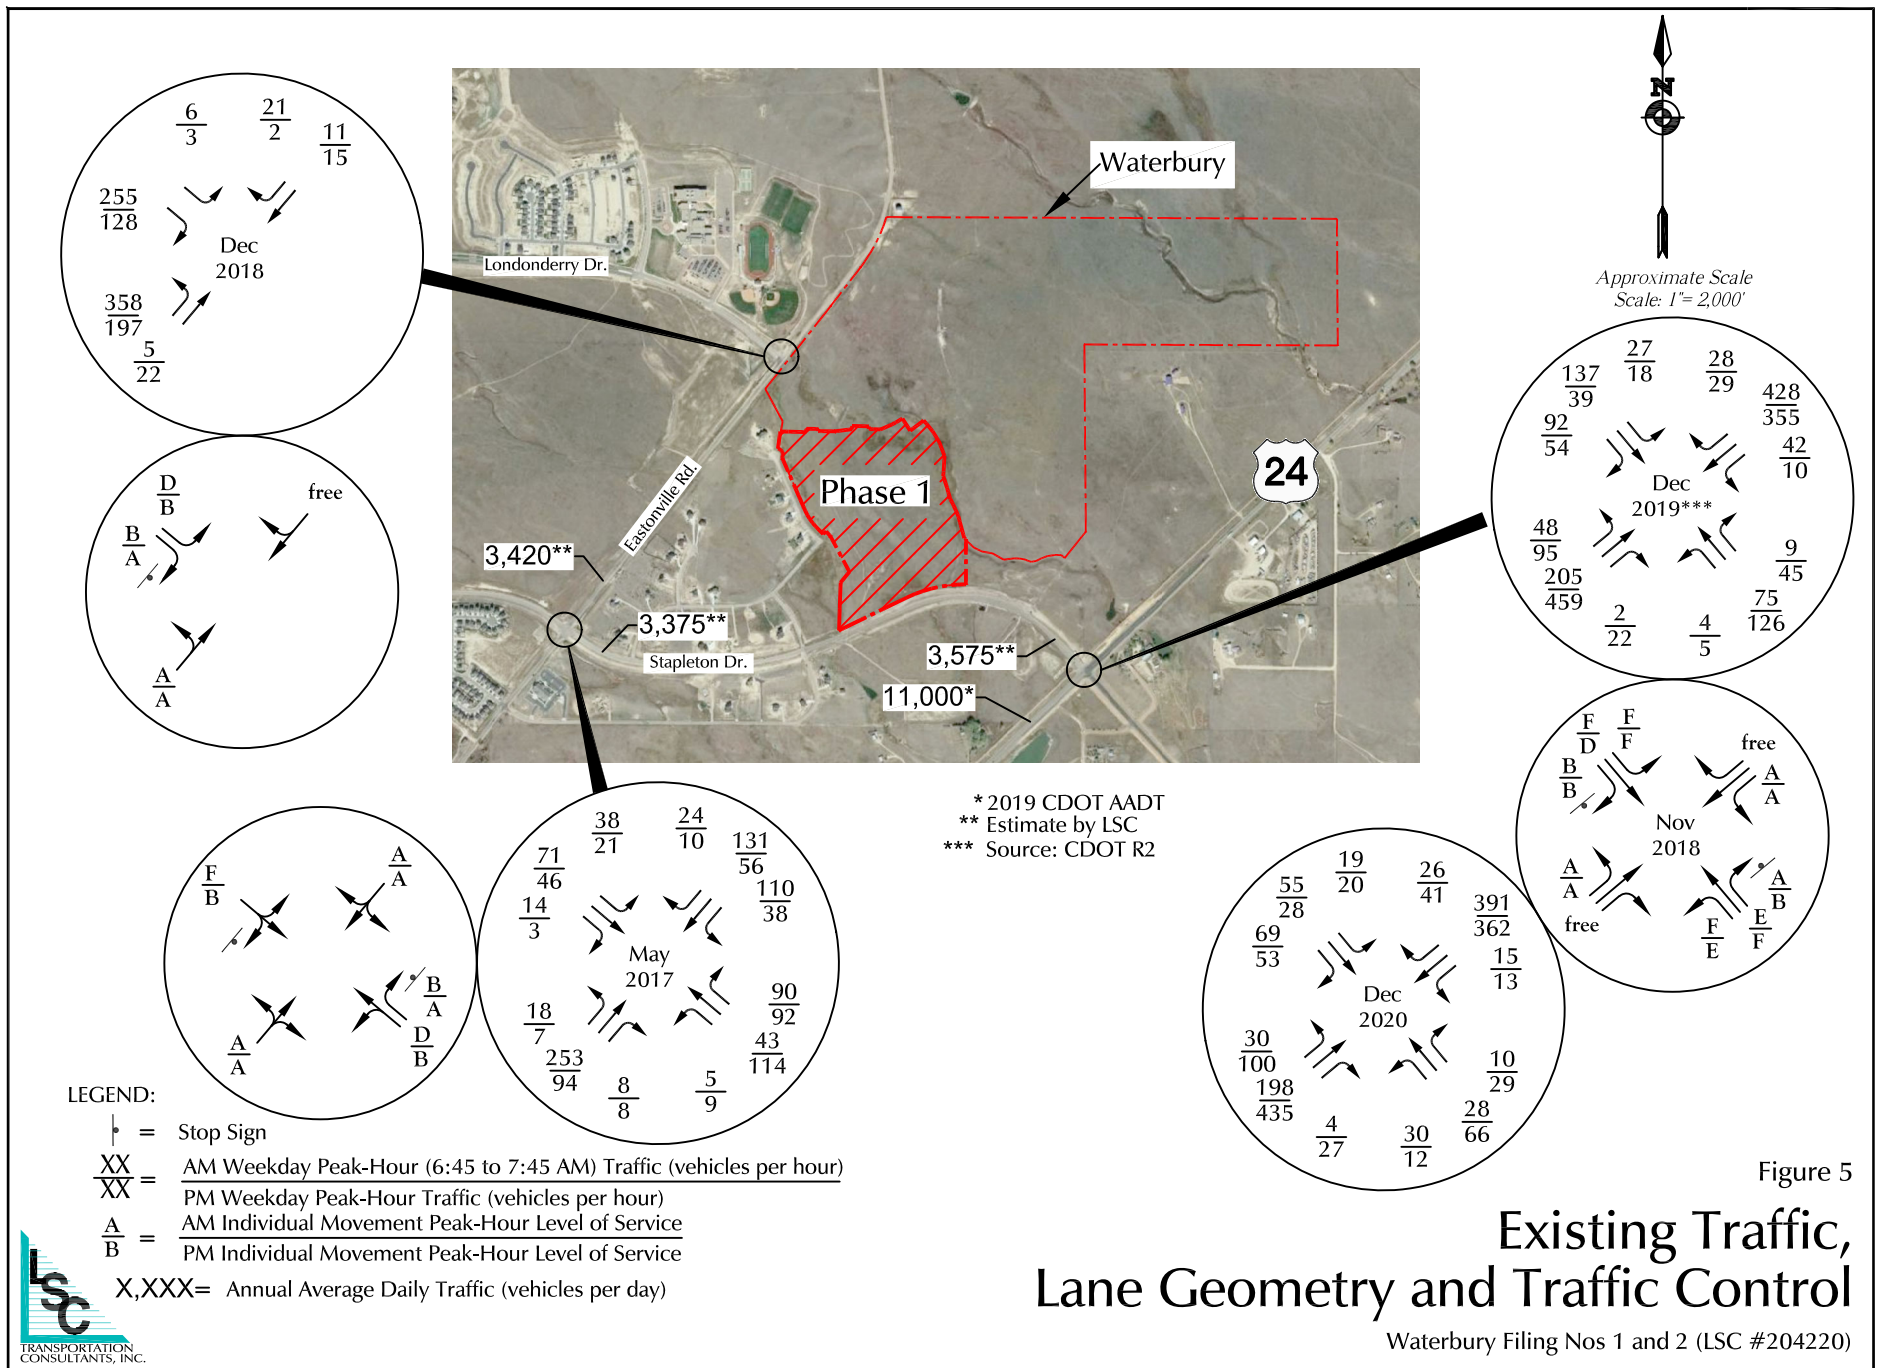 6
3
21
2
11
15
255
128
Dec
2018
358
197
5
22
D
B
free
B
A
A
A
Waterbury
Londonderry Dr.
Eastonville Rd.
Phase 1
24
3,420**
3,375**
Stapleton Dr.
3,575**
11,000*
N
Approximate Scale
Scale: 1"= 2,000'
27
18
28
29
137
39
428
355
92
54
42
10
Dec
2019***
48
95
9
45
205
459
75
126
2
22
4
5
F
D
F
F
free
B
B
A
A
Nov
2018
A
A
A
B
free
F
E
E
F
* 2019 CDOT AADT
** Estimate by LSC
*** Source: CDOT R2
F
B
A
A
B
A
A
A
D
B
38
21
24
10
71
46
131
56
14
3
110
38
May
2017
18
7
90
92
253
94
43
114
8
8
5
9
19
20
26
41
55
28
391
362
69
53
15
13
Dec
2020
30
100
10
29
198
435
28
66
4
27
30
12
LEGEND:
= Stop Sign
XX
XX
=
AM Weekday Peak-Hour (6:45 to 7:45 AM) Traffic (vehicles per hour)
PM Weekday Peak-Hour Traffic (vehicles per hour)
A
B
=
AM Individual Movement Peak-Hour Level of Service
PM Individual Movement Peak-Hour Level of Service
X,XXX= Annual Average Daily Traffic (vehicles per day)
LSC
TRANSPORTATION
CONSULTANTS, INC.
Figure 5
Existing Traffic,
Lane Geometry and Traffic Control
Waterbury Filing Nos 1 and 2 (LSC #204220)